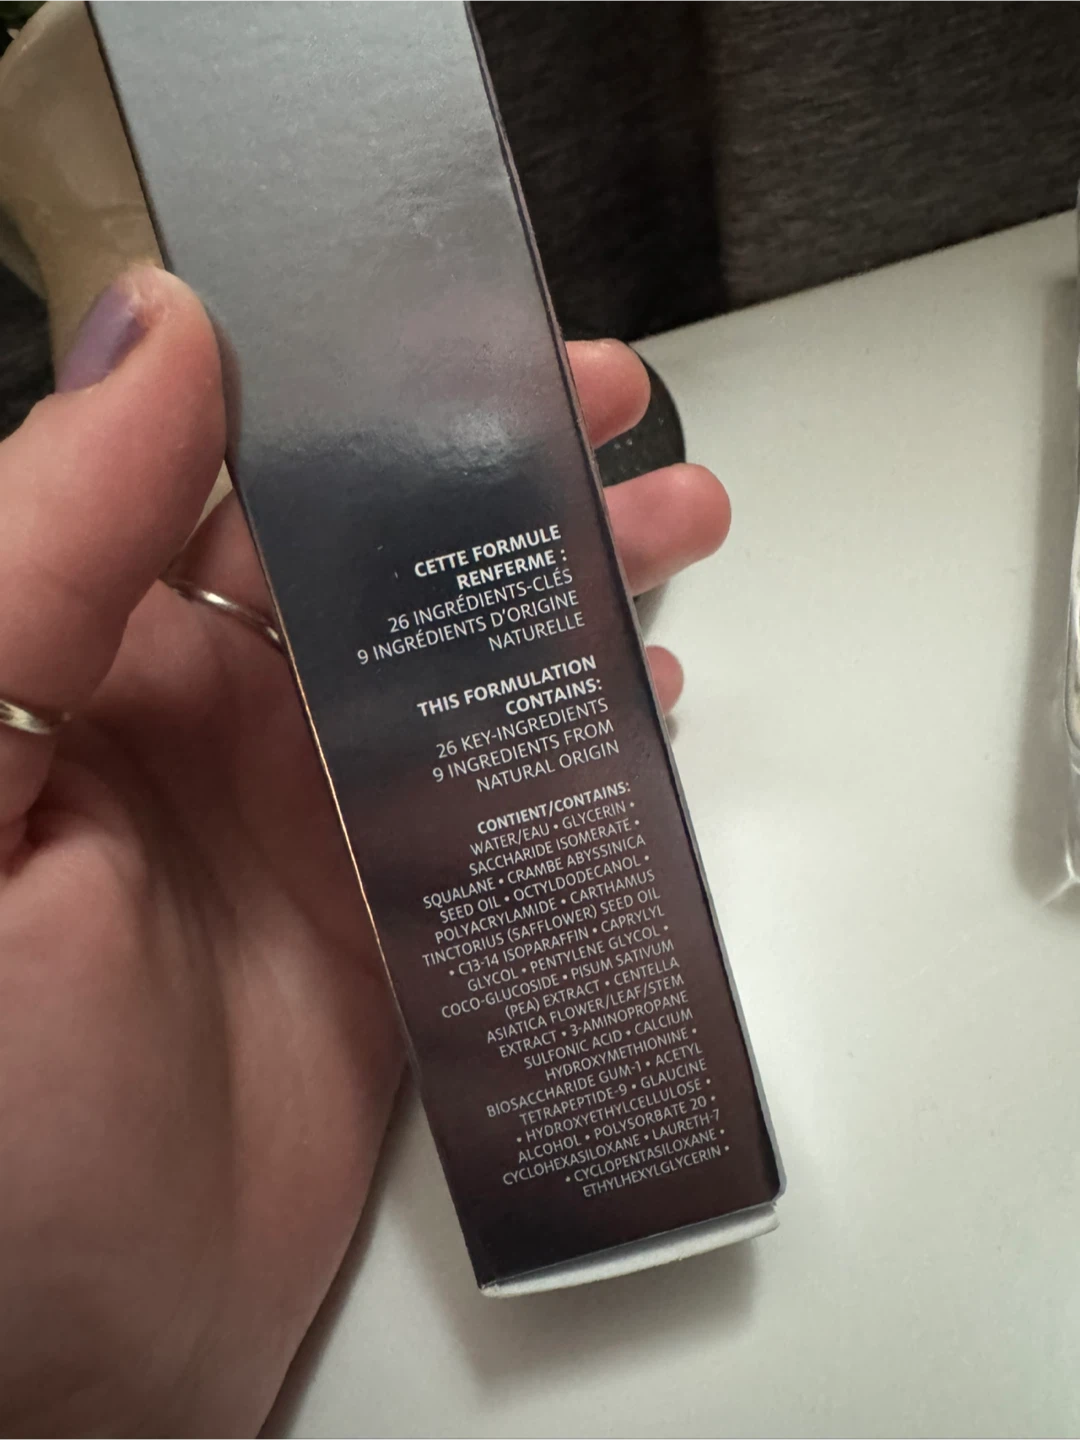 CETTE FORMULE
RENFERME :
26 INGRÉDIENTS-CLÉS
9 INGRÉDIENTS D'ORIGINE
NATURELLE
THIS FORMULATION
CONTAINS:
26 KEY-INGREDIENTS
9 INGREDIENTS FROM
NATURAL ORIGIN
CONTIENT/CONTAINS:
WATER/EAU • GLYCERIN •
SACCHARIDE ISOMERATE •
SQUALANE • CRAMBE ABYSSINICA
SEED OIL • OCTYLDODECANOL •
POLYACRYLAMIDE • CARTHAMUS
TINCTORIUS (SAFFLOWER) SEED OIL
• C13-14 ISOPARAFFIN • CAPRYLYL
GLYCOL • PENTYLENE GLYCOL •
COCO-GLUCOSIDE • PISUM SATIVUM
(PEA) EXTRACT • CENTELLA
ASIATICA FLOWER/LEAF/STEM
EXTRACT • 3-AMINOPROPANE
SULFONIC ACID • CALCIUM
HYDROXYMETHIONINE •
BIOSACCHARIDE GUM-1 • ACETYL
TETRAPEPTIDE-9 • GLAUCINE
• HYDROXYETHYLCELLULOSE •
ALCOHOL • POLYSORBATE 20 •
CYCLOHEXASILOXANE • LAURETH-7
• CYCLOPENTASILOXANE •
ETHYLHEXYLGLYCERIN •